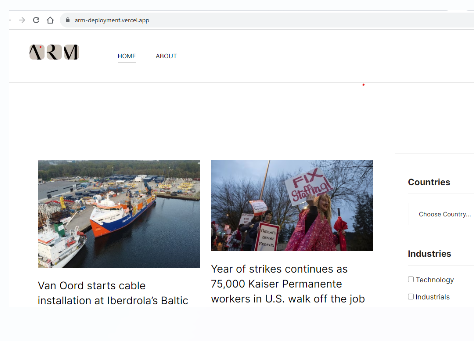 arm-deployment.vercel.app
ARM
HOME
ABOUT
FIX
Staffing!
Van Oord starts cable
installation at Iberdrola’s Baltic
Year of strikes continues as
75,000 Kaiser Permanente
workers in U.S. walk off the job
Countries
Choose Country...
Industries
Technology
Industrials